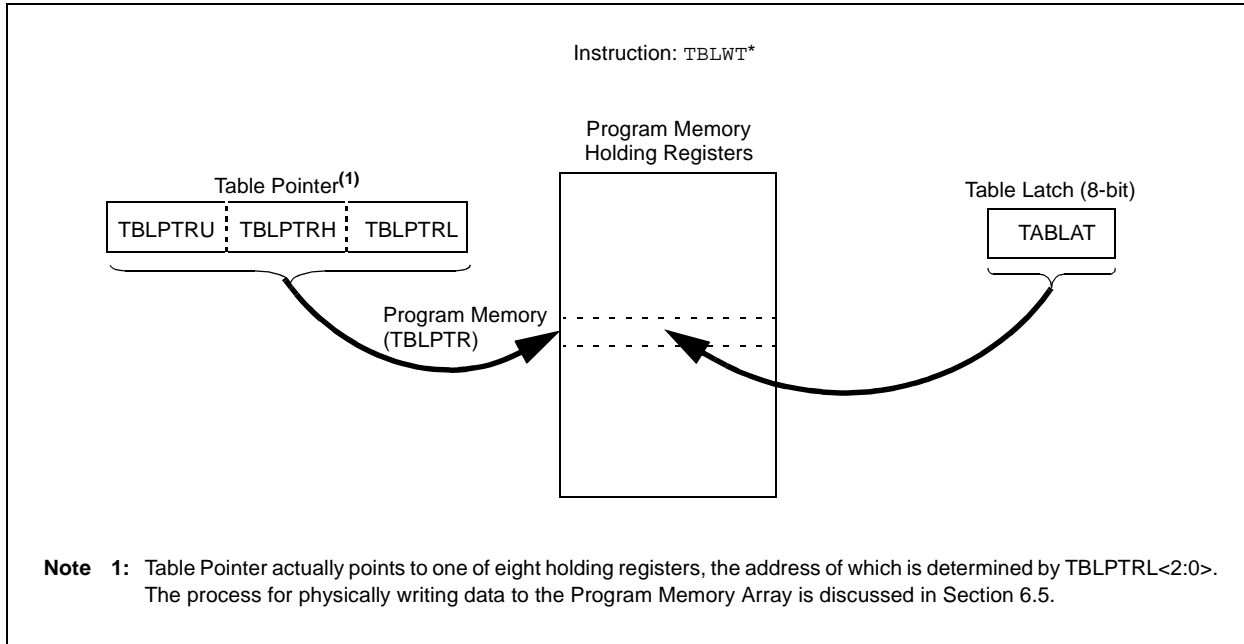 Instruction: TBLWT*
Program Memory
Holding Registers
Table Pointer(1)
Table Latch (8-bit)
TBLPTRU TBLPTRH TBLPTRL
TABLAT
Program Memory
(TBLPTR)
Note 1: Table Pointer actually points to one of eight holding registers, the address of which is determined by TBLPTRL<2:0>.
The process for physically writing data to the Program Memory Array is discussed in Section 6.5.